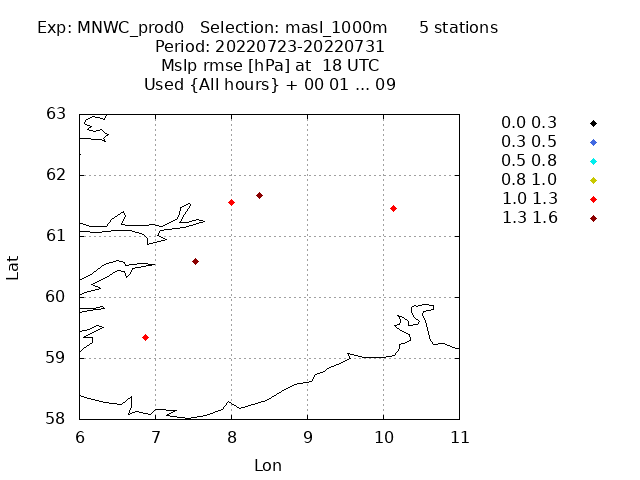 Exp: MNWC_prod0   Selection: masl_1000m      5 stations
Period: 20220723-20220731
Mslp rmse [hPa] at  18 UTC
Used {All hours} + 00 01 ... 09
0.0 0.3
0.3 0.5
0.5 0.8
0.8 1.0
1.0 1.3
1.3 1.6
63
62
61
60
59
58
Lat
6 7 8 9 10 11
Lon